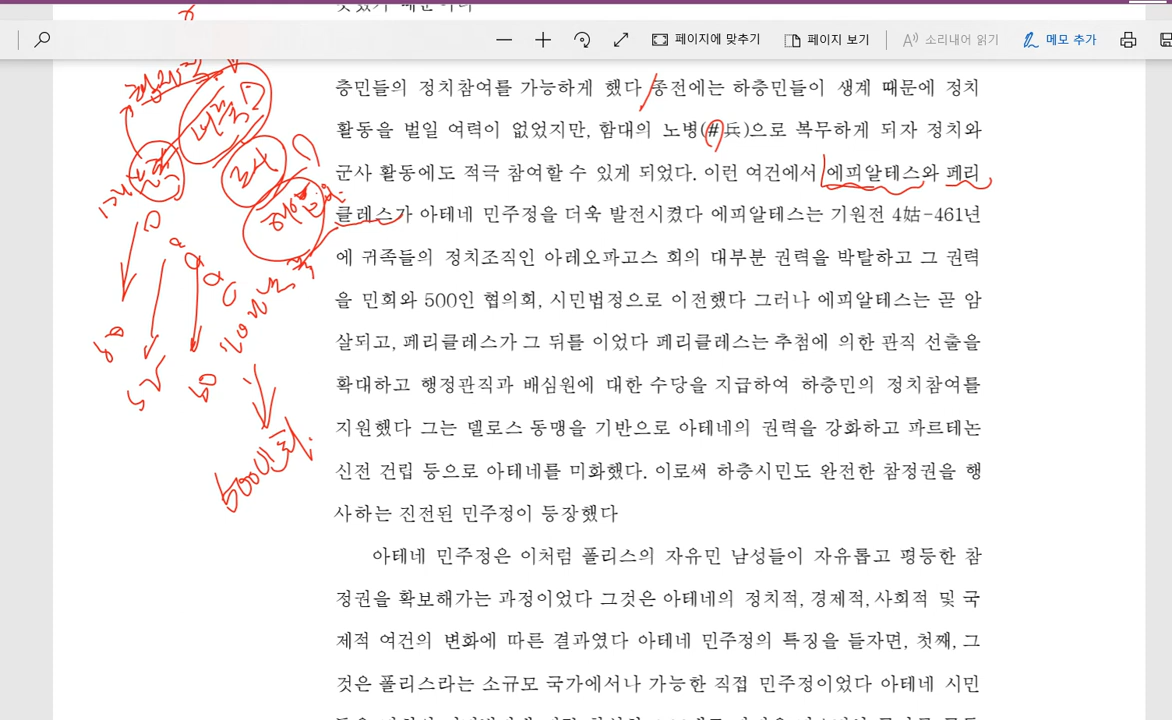 페이지에 맞추기
페이지 보기
소리내어 읽기
메모 추가
층민들의 정치참여를 가능하게 했다 종전에는 하층민들이 생계 때문에 정치
활동을 벌일 여력이 없었지만, 함대의 노병(#兵)으로 복무하게 되자 정치와
군사 활동에도 적극 참여할 수 있게 되었다. 이런 여건에서 에피알테스와 페리
클레스가 아테네 민주정을 더욱 발전시켰다 에피알테스는 기원전 4姑-461년
에 귀족들의 정치조직인 아레오파고스 회의 대부분 권력을 박탈하고 그 권력
을 민회와 500인 협의회, 시민법정으로 이전했다 그러나 에피알테스는 곧 암
살되고, 페리클레스가 그 뒤를 이었다 페리클레스는 추첨에 의한 관직 선출을
확대하고 행정관직과 배심원에 대한 수당을 지급하여 하층민의 정치참여를
지원했다 그는 델로스 동맹을 기반으로 아테네의 권력을 강화하고 파르테논
신전 건립 등으로 아테네를 미화했다. 이로써 하층시민도 완전한 참정권을 행
사하는 진전된 민주정이 등장했다
아테네 민주정은 이처럼 폴리스의 자유민 남성들이 자유롭고 평등한 참
정권을 확보해가는 과정이었다 그것은 아테네의 정치적, 경제적, 사회적 및 국
제적 여건의 변화에 따른 결과였다 아테네 민주정의 특징을 들자면, 첫째, 그
것은 폴리스라는 소규모 국가에서나 가능한 직접 민주정이었다 아테네 시민